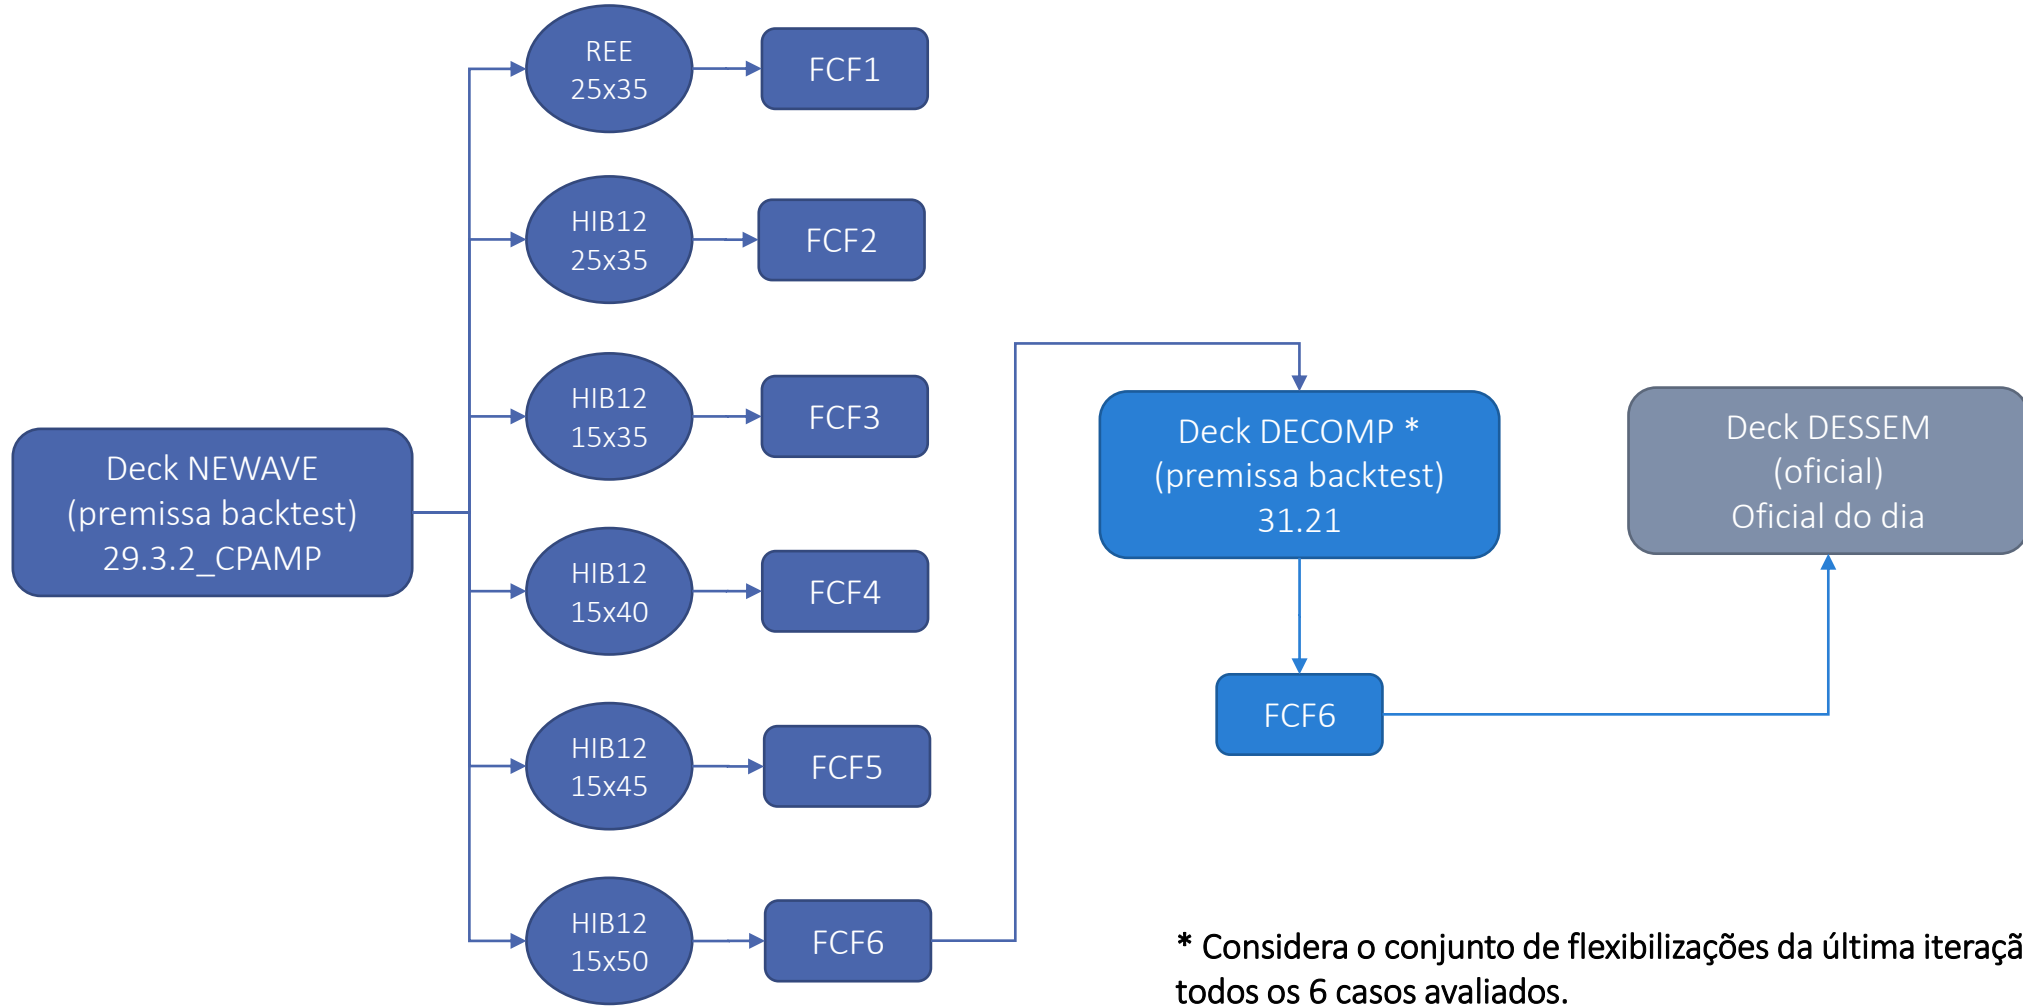 REE
25x35
FCF1
HIB12
25x35
FCF2
HIB12
15x35
FCF3
Deck NEWAVE
(premissa backtest)
29.3.2_CPAMP
HIB12
15x40
FCF4
HIB12
15x45
FCF5
HIB12
15x50
FCF6
Deck DECOMP *
(premissa backtest)
31.21
FCF6
Deck DESSEM
(oficial)
Oficial do dia
* Considera o conjunto de flexibilizações da última
todos os 6 casos avaliados.